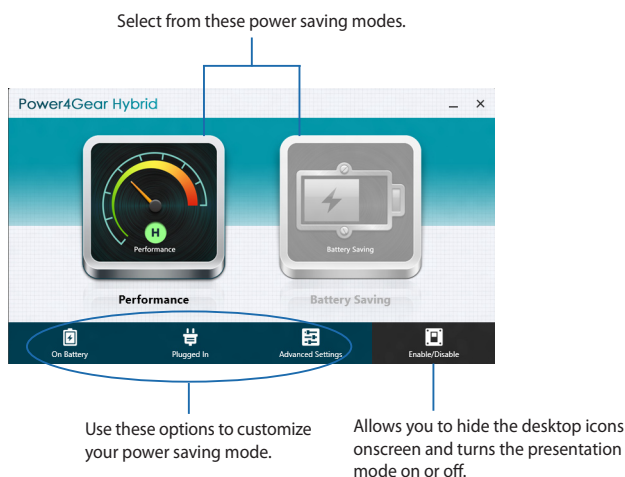 Select from these power saving modes.
Power4Gear Hybrid
H
Performance
Battery Saving
Performance
Battery Saving
On Battery
Plugged In
Advanced Settings
Enable/Disable
Use these options to customize
your power saving mode.
Allows you to hide the desktop icons
onscreen and turns the presentation
mode on or off.